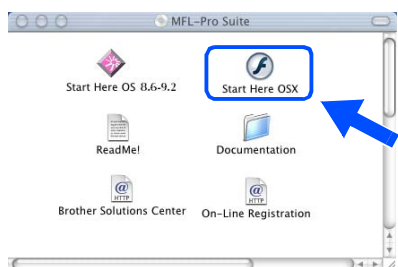 MFL-Pro Suite
Start Here OS 8.6-9.2
Start Here OSX
ReadMe!
Documentation
@
HTTP
Brother Solutions Center
@
HTTP
On-Line Registration